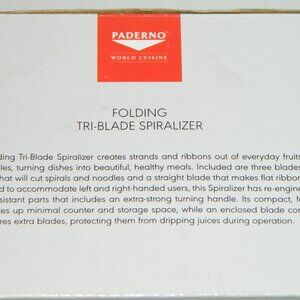 PADERNO
WORLD CUISINE
FOLDING
TRI-BLADE SPIRALIZER
ding Tri-Blade Spiralizer creates strands and ribbons out of everyday fruits
les, turning dishes into beautiful, healthy meals. Included are three blades
hat will cut spirals and noodles and a straight blade that makes flat ribbon
d to accommodate left and right-handed users, this Spiralizer has re-engine
sistant parts that includes an extra-strong turning handle. Its compact, f
es up minimal counter and storage space, while an enclosed blade con
res extra blades, protecting them from dripping juices during operation.